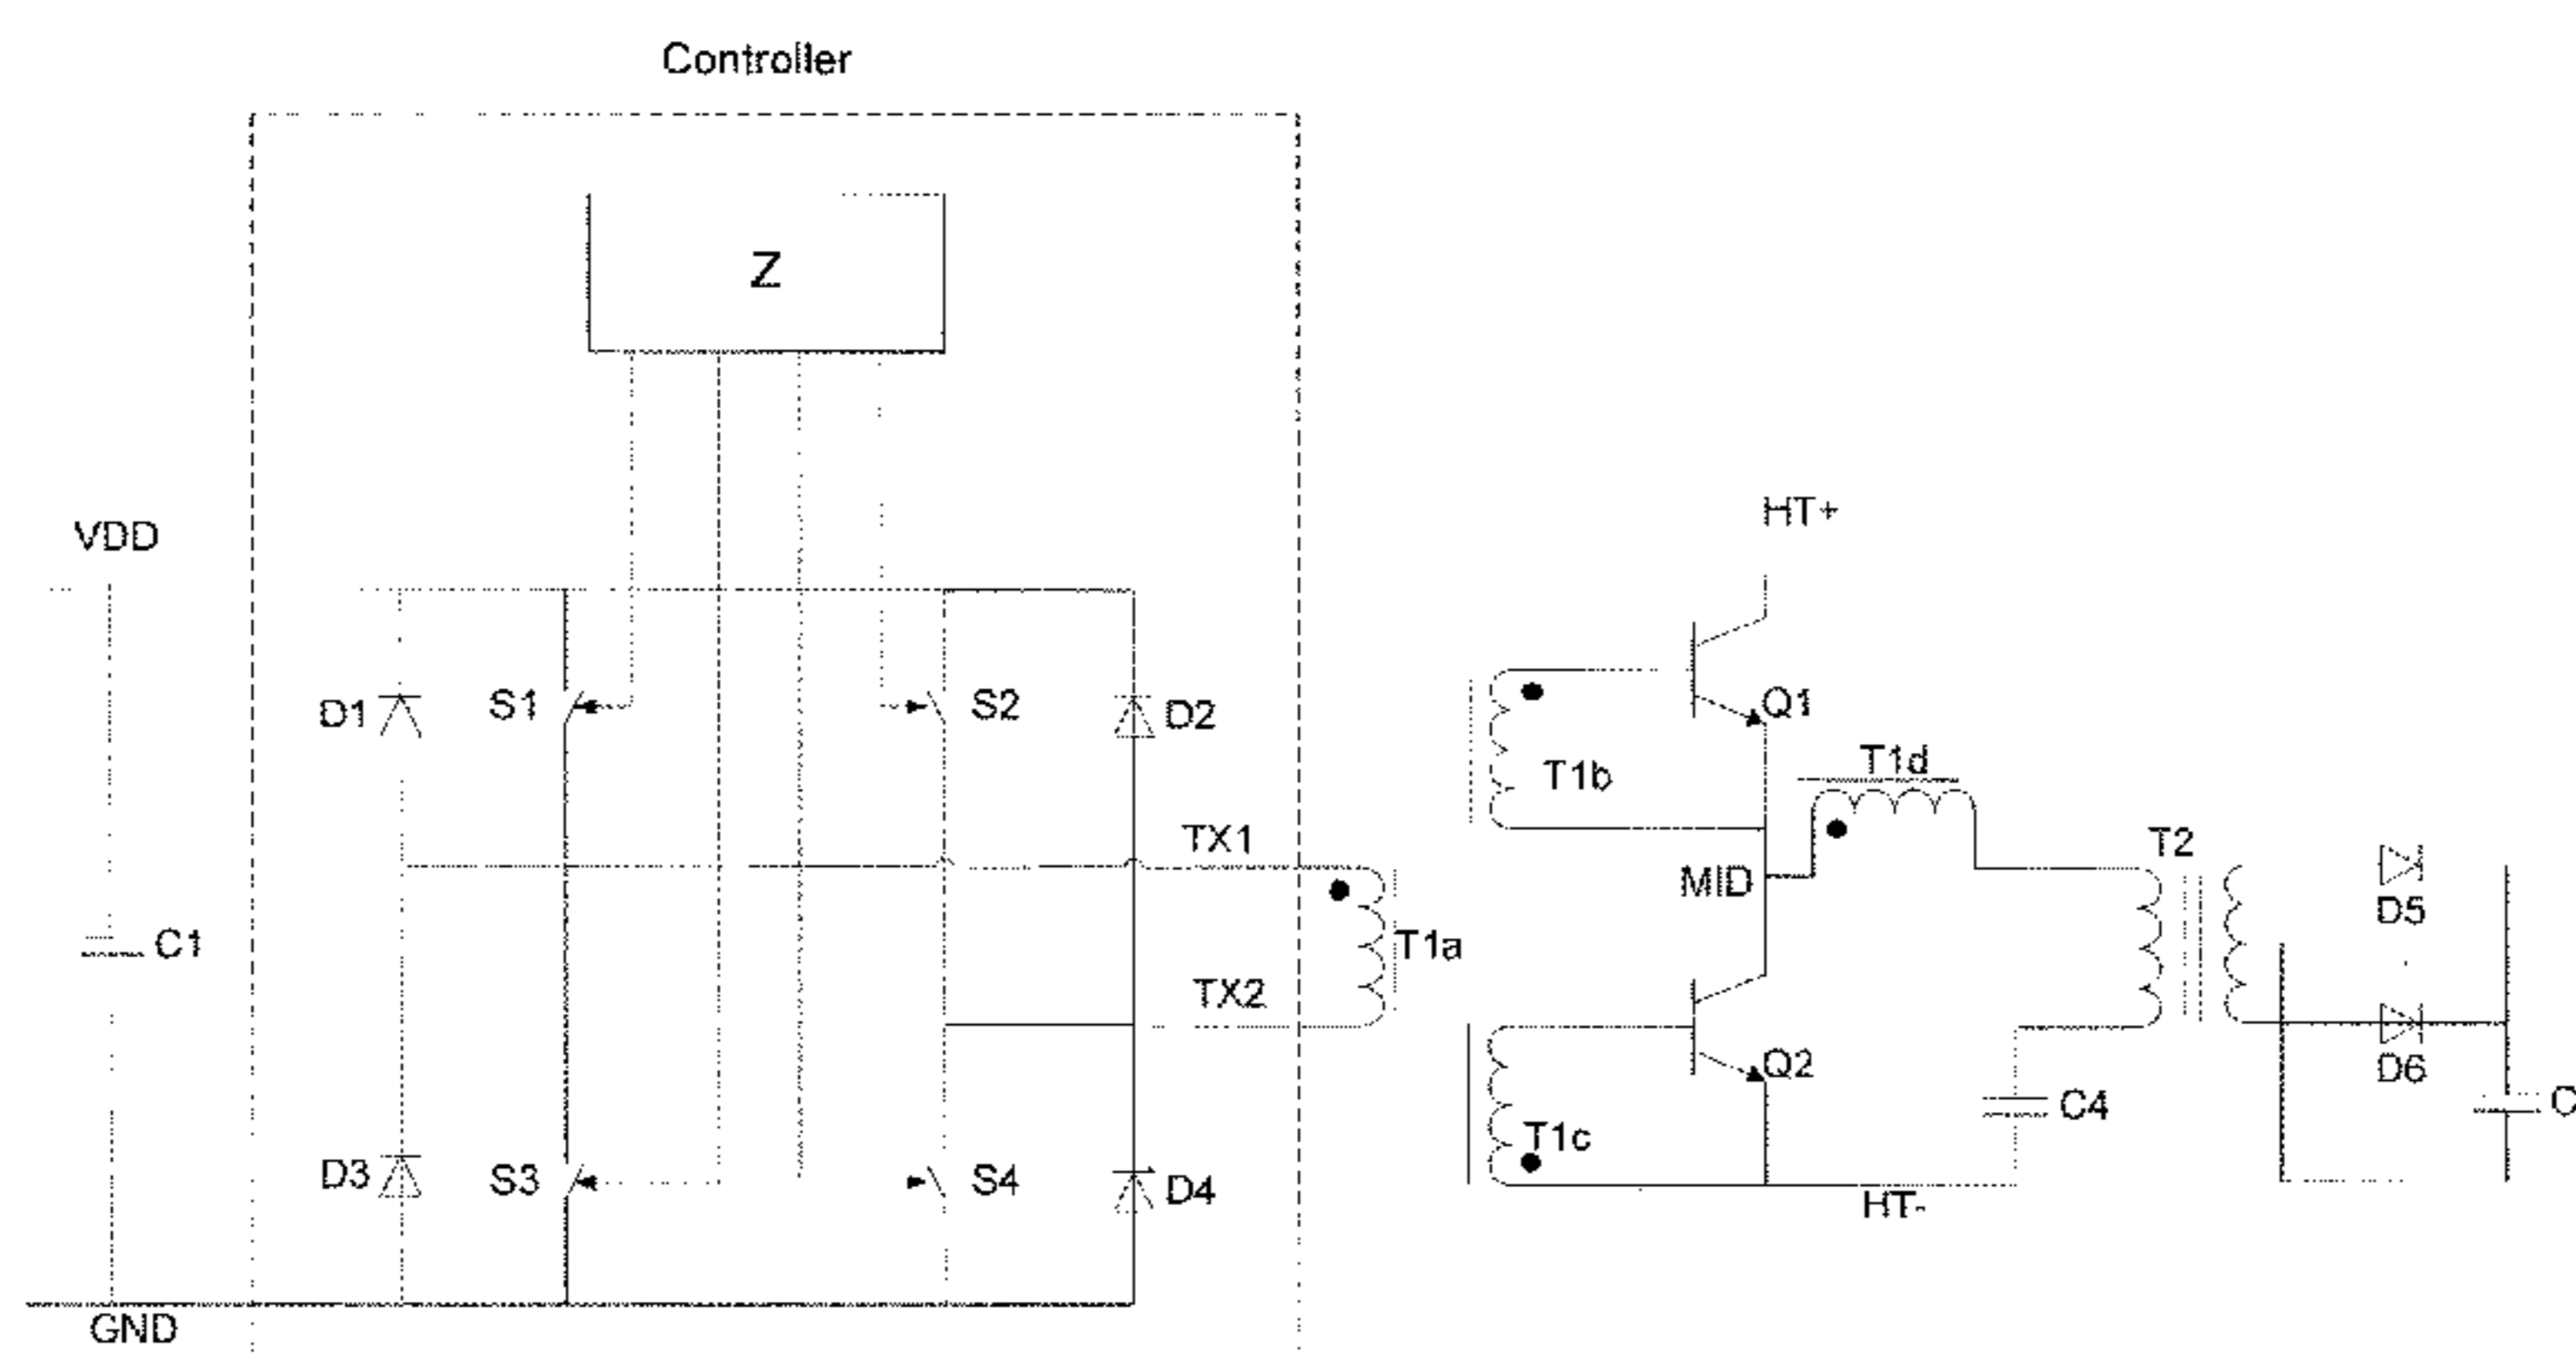 Controller
Z
VDD
HT+
D1
S1
S2
D2
Q1
T1b
T1d
TX1
MID
T2
C1
T1a
D5
TX2
Q2
D6
C4
C
T1c
D3
S3
S4
D4
HT-
GND